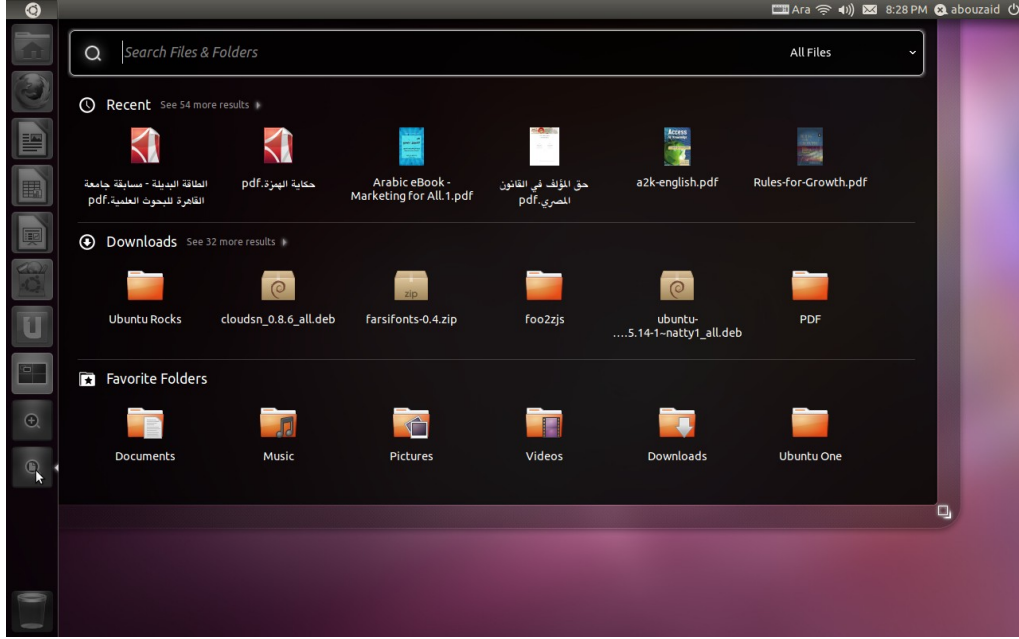 Ara 8:28 PM abouzaid
Search Files & Folders All Files
Recent See 54 more results
الطاقة البديلة - مسابقة جامعة
القاهرة للبحوث العلمية.pdf
حكاية الهمزة.pdf
Arabic eBook -
Marketing for All.1.pdf
حق المؤلف في القانون
المصري.pdf
a2k-english.pdf
Rules-for-Growth.pdf
Downloads See 32 more results
Ubuntu Rocks
cloudsn_0.8.6_all.deb
zip
farsifonts-0.4.zip
foo2zjs
ubuntu-
….5.14-1~natty1_all.deb
PDF
Favorite Folders
Documents
Music
Pictures
Videos
Downloads
Ubuntu One